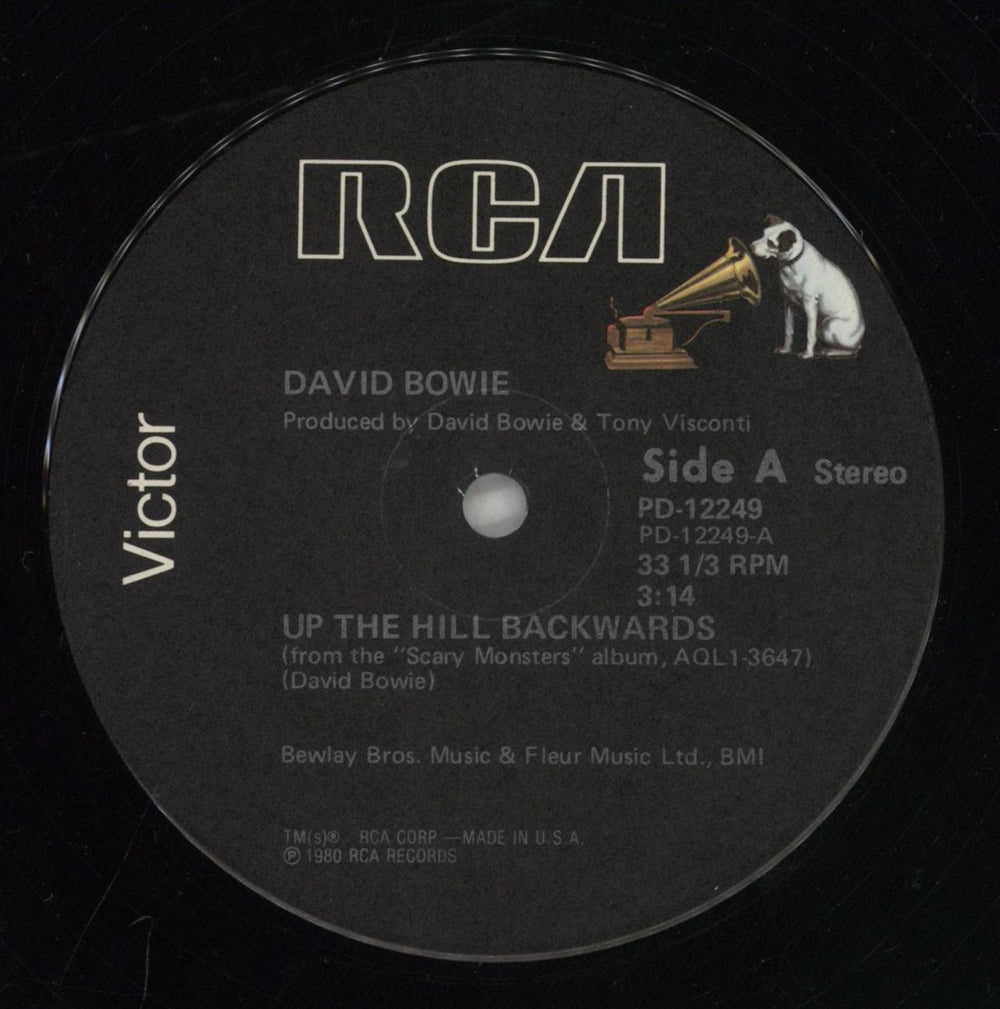 RCA
Victor
DAVID BOWIE
Produced by David Bowie & Tony Visconti
Side A Stereo
PD-12249
PD-12249-A
33 1/3 RPM
3:14
UP THE HILL BACKWARDS
(from the "Scary Monsters" album, AQL1-3647)
(David Bowie)
Bewlay Bros. Music & Fleur Music Ltd., BMI
TM(s)® . RCA CORP — MADE IN U.S.A.
℗ 1980 RCA RECORDS